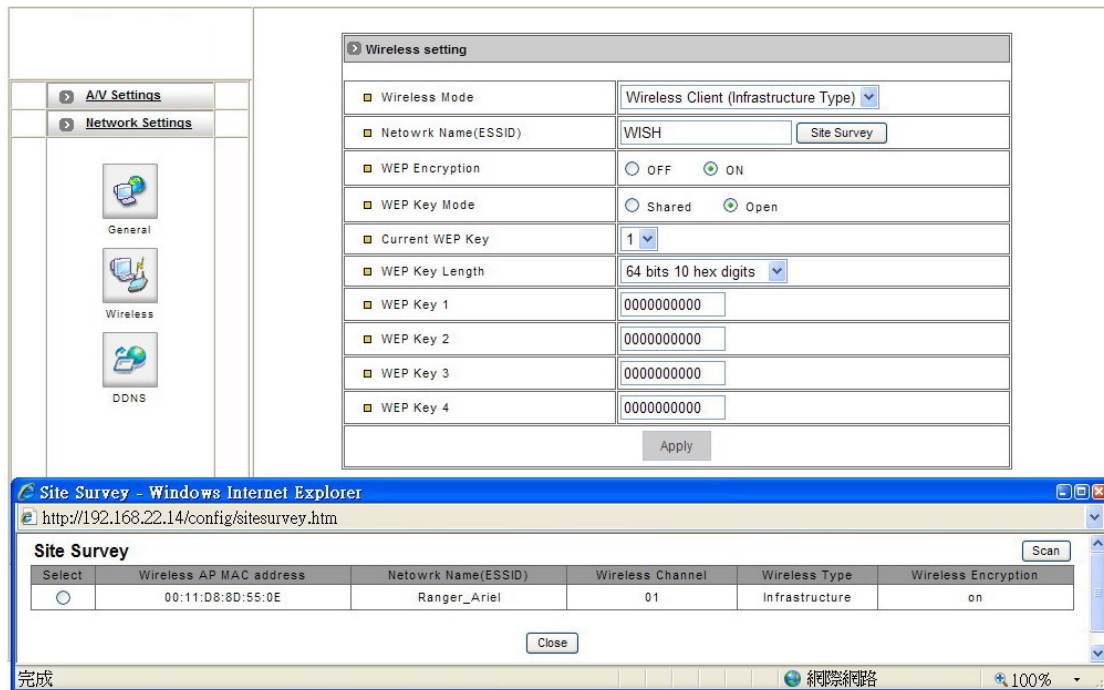 Wireless setting
A/V Settings
Network Settings
General
Wireless
DDNS
Wireless Mode Wireless Client (Infrastructure Type)
Netowrk Name(ESSID) WISH Site Survey
WEP Encryption OFF ON
WEP Key Mode Shared Open
Current WEP Key 1
WEP Key Length 64 bits 10 hex digits
WEP Key 1 0000000000
WEP Key 2 0000000000
WEP Key 3 0000000000
WEP Key 4 0000000000
Apply
Site Survey - Windows Internet Explorer
http://192.168.22.14/config/sitesurvey.htm
Site Survey Scan
Select Wireless AP MAC address Netowrk Name(ESSID) Wireless Channel Wireless Type Wireless Encryption
00:11:D8:8D:55:0E Ranger_Ariel 01 Infrastructure on
Close
完成 網際網路 100%